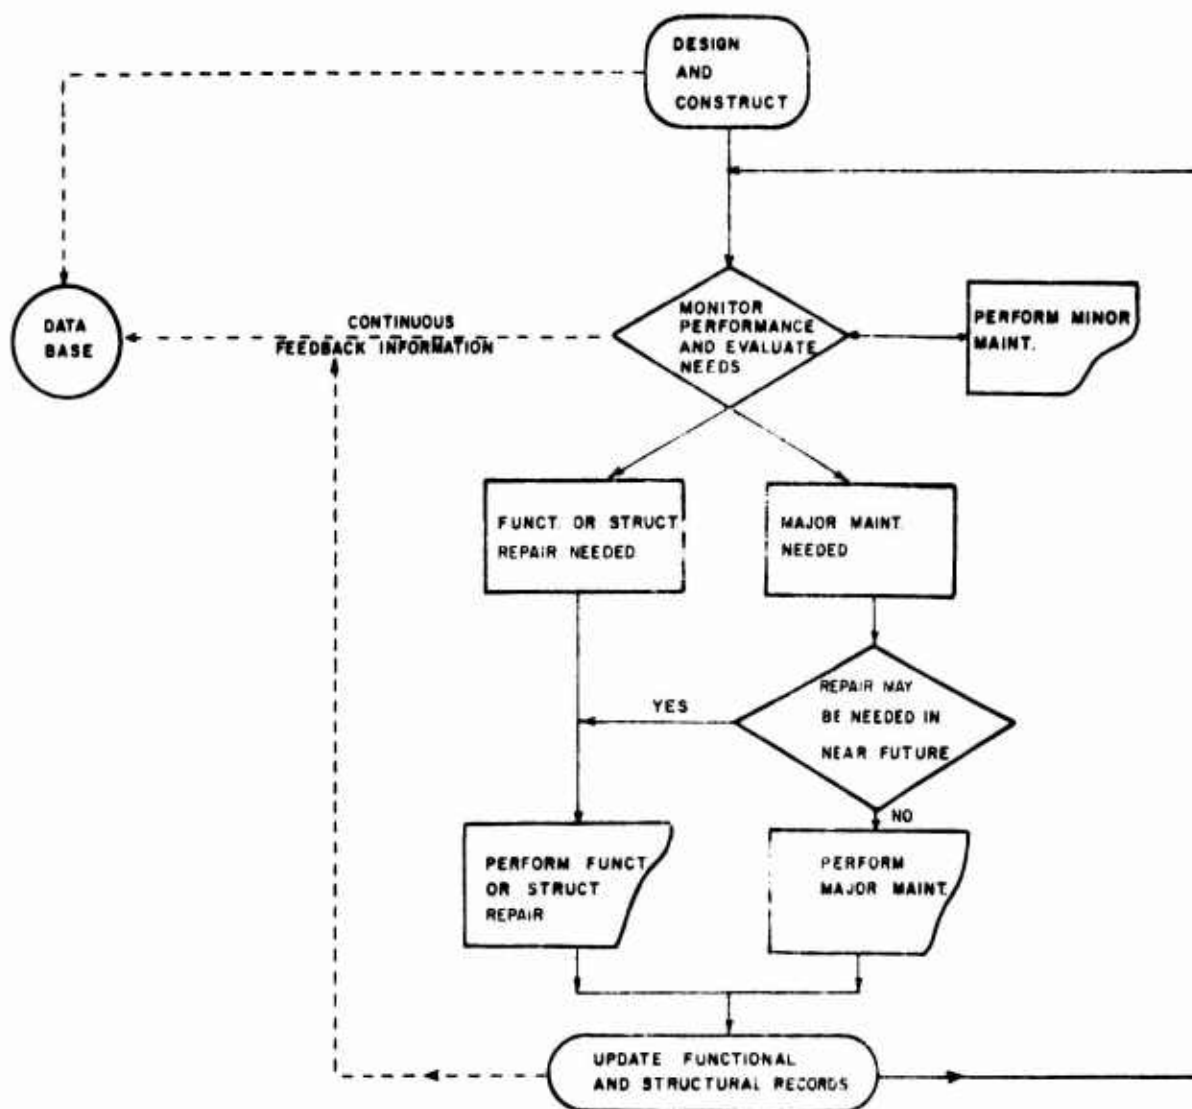 DESIGN
AND
CONSTRUCT
DATA
BASE
CONTINUOUS
FEEDBACK INFORMATION
MONITOR
PERFORMANCE
AND EVALUATE
NEEDS
PERFORM MINOR
MAINT.
FUNCT. OR STRUCT
REPAIR NEEDED
MAJOR MAINT.
NEEDED
REPAIR MAY
BE NEEDED IN
NEAR FUTURE
YES
NO
PERFORM FUNCT
OR STRUCT
REPAIR
PERFORM
MAJOR MAINT.
UPDATE FUNCTIONAL
AND STRUCTURAL RECORDS